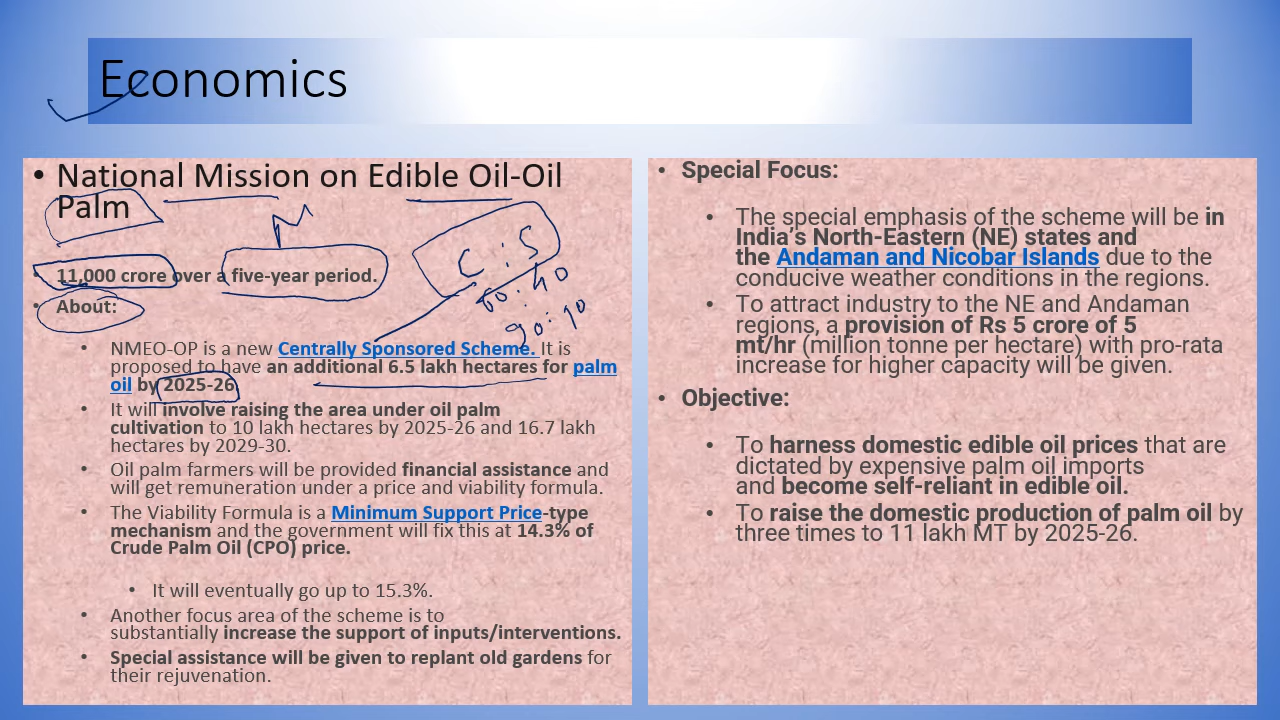 Economics
• National Mission on Edible Oil-Oil
Palm
• 11,000 crore over a five-year period.
• About:
• NMEO-OP is a new Centrally Sponsored Scheme. It is
proposed to have an additional 6.5 lakh hectares for palm
oil by 2025-26
• It will involve raising the area under oil palm
cultivation to 10 lakh hectares by 2025-26 and 16.7 lakh
hectares by 2029-30.
• Oil palm farmers will be provided financial assistance and
will get remuneration under a price and viability formula.
• The Viability Formula is a Minimum Support Price-type
mechanism and the government will fix this at 14.3% of
Crude Palm Oil (CPO) price.
• It will eventually go up to 15.3%.
• Another focus area of the scheme is to
substantially increase the support of inputs/interventions.
• Special assistance will be given to replant old gardens for
their rejuvenation.
C : S
60:40
90:10
• Special Focus:
• The special emphasis of the scheme will be in
India's North-Eastern (NE) states and
the Andaman and Nicobar Islands due to the
conducive weather conditions in the regions.
• To attract industry to the NE and Andaman
regions, a provision of Rs 5 crore of 5
mt/hr (million tonne per hectare) with pro-rata
increase for higher capacity will be given.
• Objective:
• To harness domestic edible oil prices that are
dictated by expensive palm oil imports
and become self-reliant in edible oil.
• To raise the domestic production of palm oil by
three times to 11 lakh MT by 2025-26.